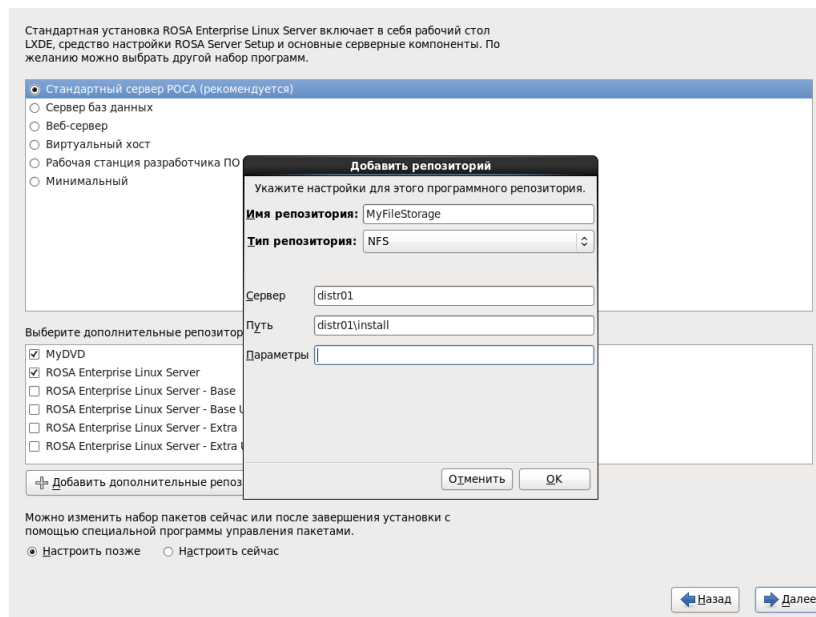 Стандартная установка ROSA Enterprise Linux Server включает в себя рабочий стол
LXDE, средство настройки ROSA Server Setup и основные серверные компоненты. По
желанию можно выбрать другой набор программ.
Стандартный сервер РОСА (рекомендуется)
Сервер баз данных
Веб-сервер
Виртуальный хост
Рабочая станция разработчика ПО
Минимальный
Добавить репозиторий
Укажите настройки для этого программного репозитория.
Имя репозитория: MyFileStorage
Тип репозитория: NFS
Сервер distr01
Путь distr01\install
Параметры
Отменить OK
Выберите дополнительные репозитор
MyDVD
ROSA Enterprise Linux Server
ROSA Enterprise Linux Server - Base
ROSA Enterprise Linux Server - Base U
ROSA Enterprise Linux Server - Extra
ROSA Enterprise Linux Server - Extra U
Добавить дополнительные репоз
Можно изменить набор пакетов сейчас или после завершения установки с
помощью специальной программы управления пакетами.
Настроить позже Настроить сейчас
Назад Далее